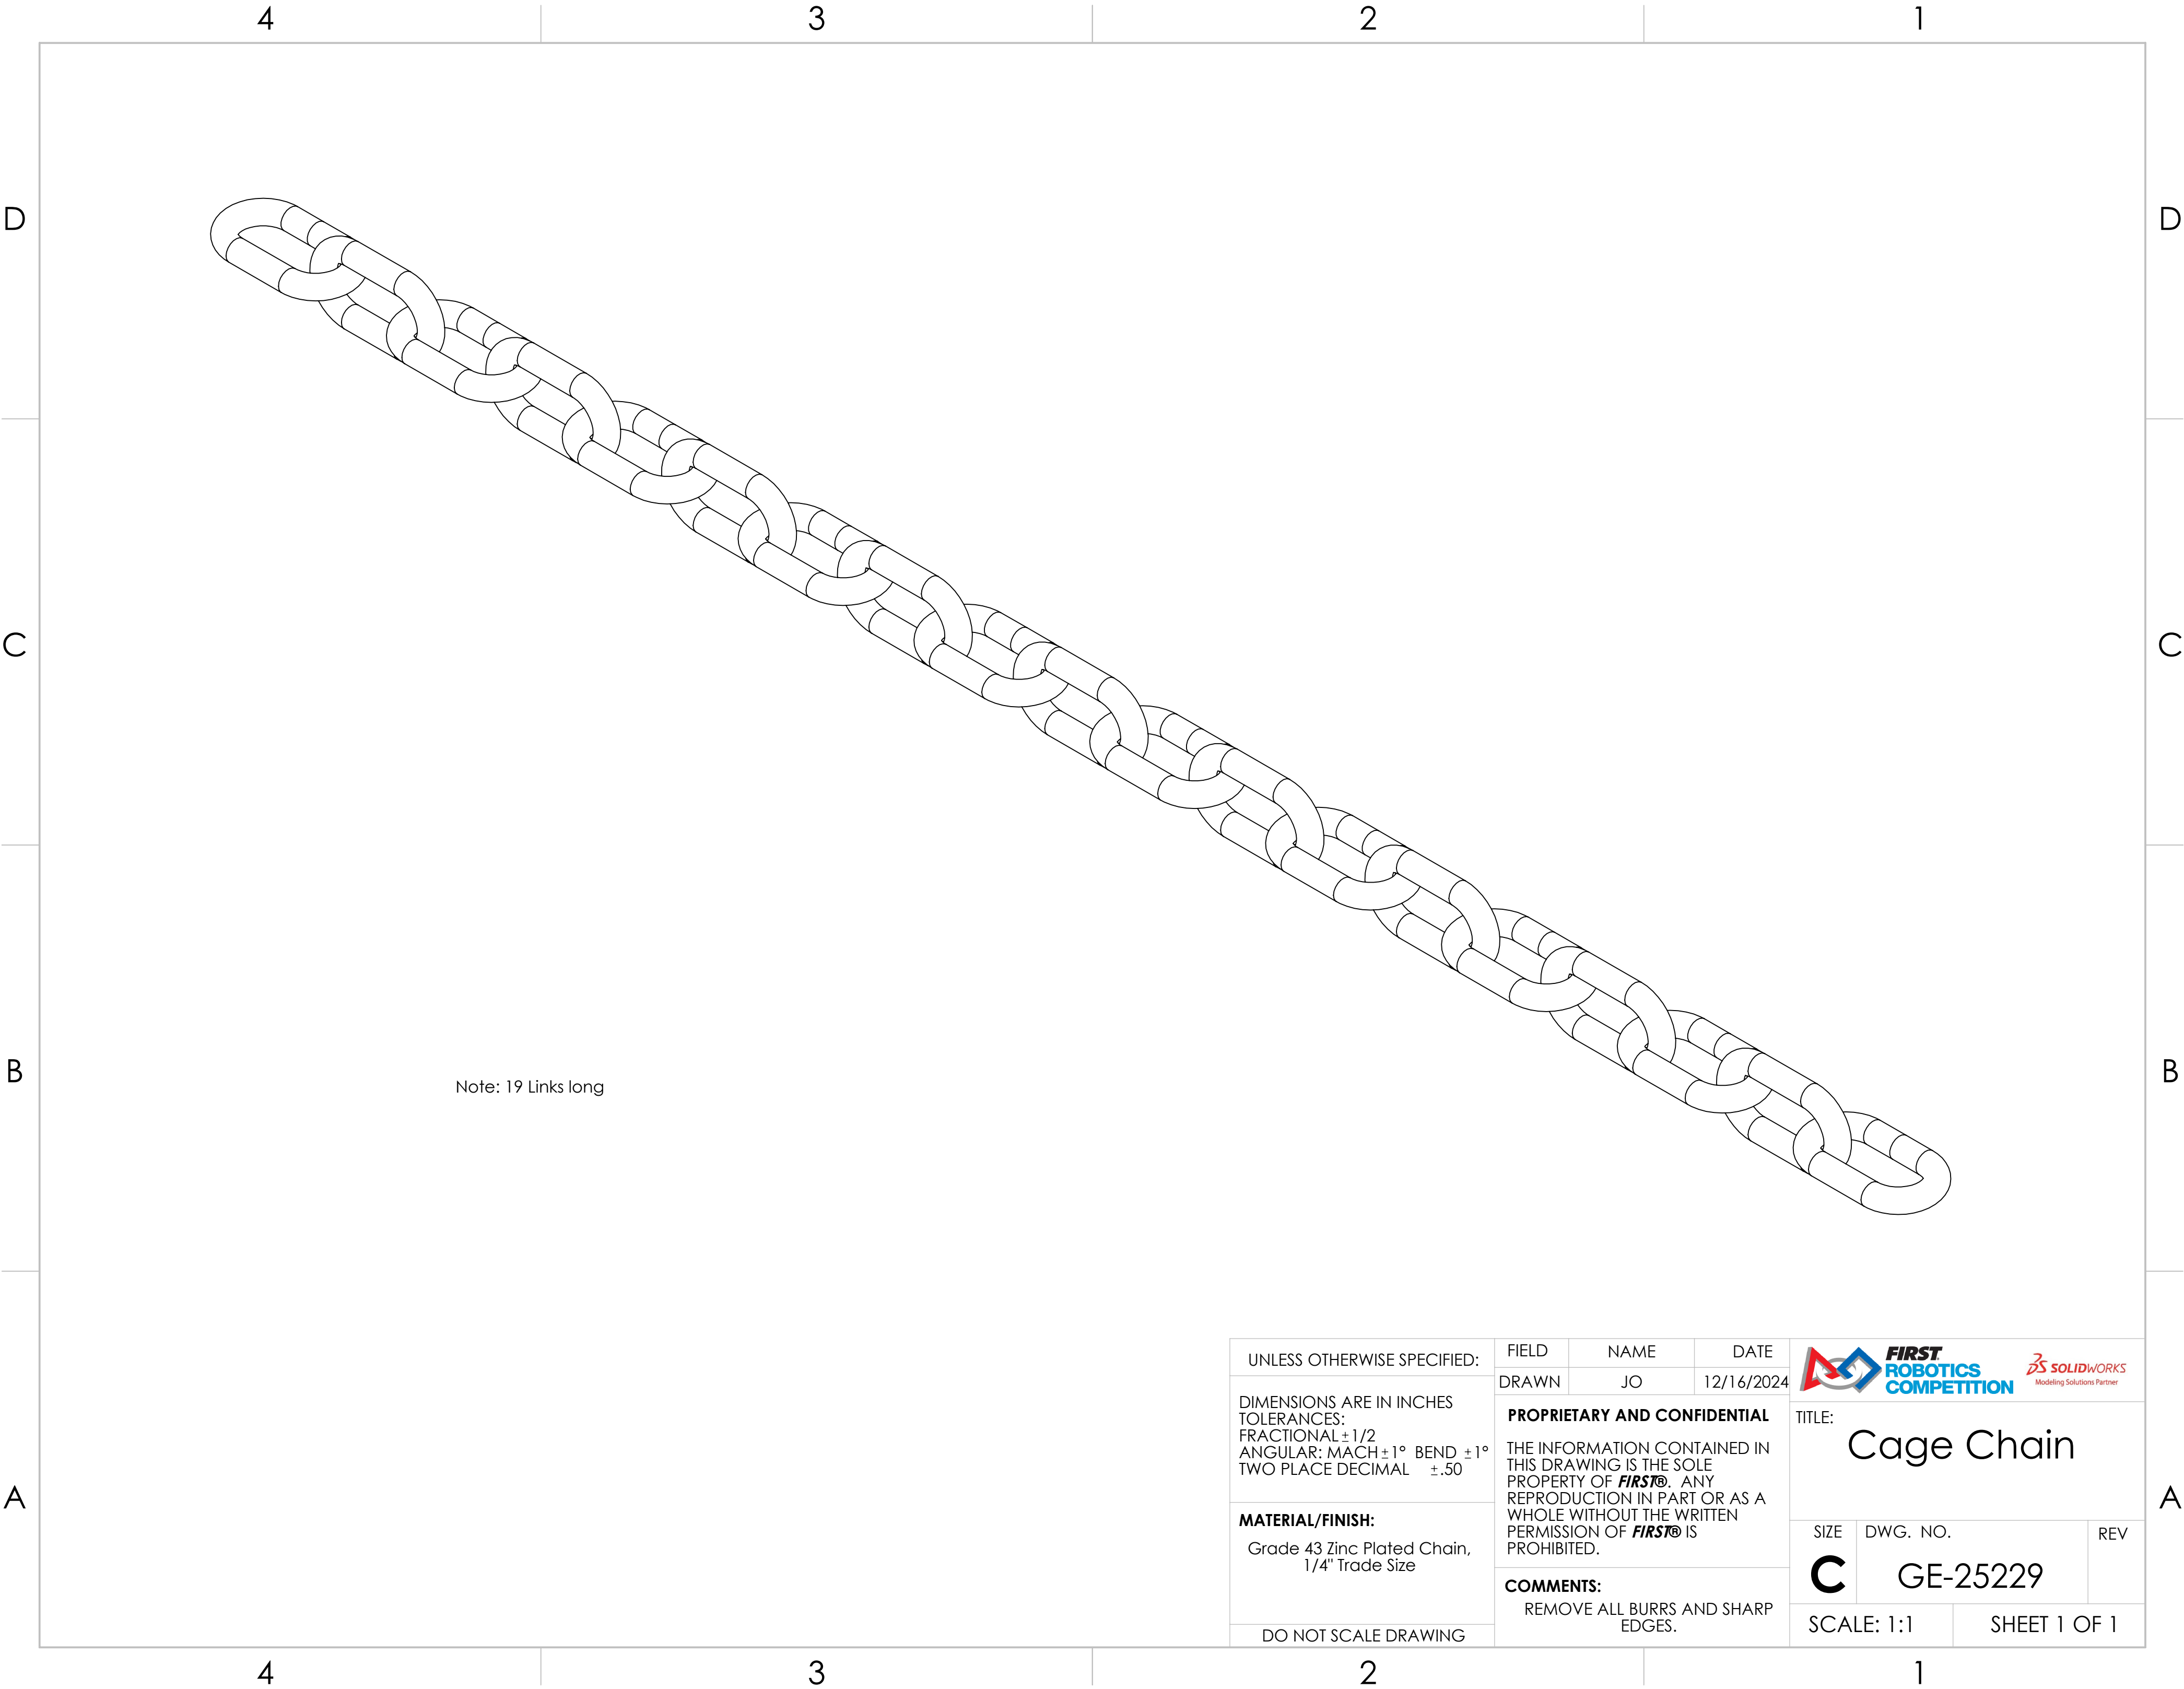 4 3 2 1
D D
C C
B B
Note: 19 Links long
A A
UNLESS OTHERWISE SPECIFIED:
DIMENSIONS ARE IN INCHES
TOLERANCES:
FRACTIONAL±1/2
ANGULAR: MACH±1° BEND ±1°
TWO PLACE DECIMAL ±.50
MATERIAL/FINISH:
Grade 43 Zinc Plated Chain,
1/4" Trade Size
DO NOT SCALE DRAWING
FIELD NAME DATE
DRAWN JO 12/16/2024
PROPRIETARY AND CONFIDENTIAL
THE INFORMATION CONTAINED IN
THIS DRAWING IS THE SOLE
PROPERTY OF FIRST®. ANY
REPRODUCTION IN PART OR AS A
WHOLE WITHOUT THE WRITTEN
PERMISSION OF FIRST® IS
PROHIBITED.
COMMENTS:
REMOVE ALL BURRS AND SHARP
EDGES.
FIRST
ROBOTICS
COMPETITION
SOLIDWORKS
Modeling Solutions Partner
TITLE:
Cage Chain
SIZE DWG. NO. REV
C GE-25229
SCALE: 1:1 SHEET 1 OF 1
4 3 2 1